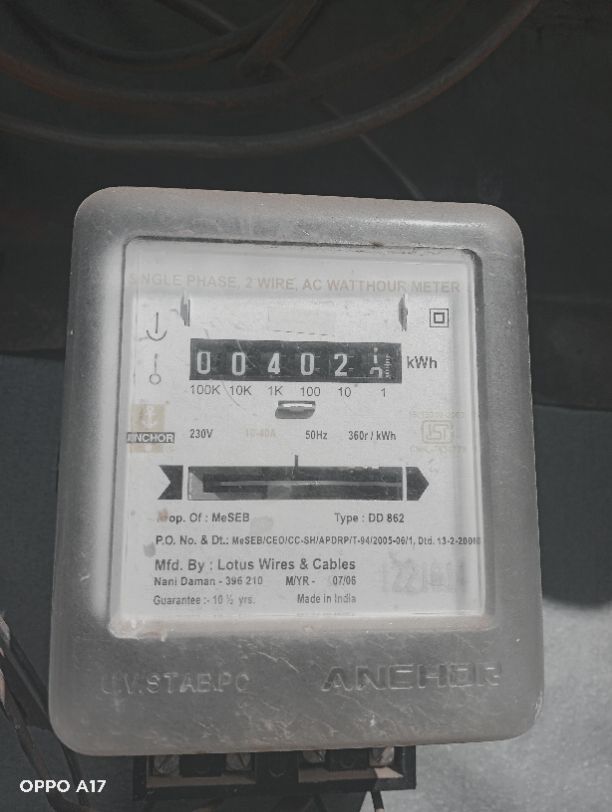 SINGLE PHASE, 2 WIRE, AC WATTHOUR METER
0 0 4 0 2 kWh
100K 10K 1K 100 10 1
ANCHOR 230V 10-40A 50Hz 360r / kWh
Prop. Of : MeSEB Type : DD 862
P.O. No. & Dt.: MeSEB/CEO/CC-SH/APDRP/T-94/2005-06/1, Dtd. 13-2-2006
Mfd. By : Lotus Wires & Cables
Nani Daman - 396 210 M/YR - 07/06
Guarantee :- 10 ½ yrs. Made in India
U.V.STAB.PC ANCHOR
OPPO A17